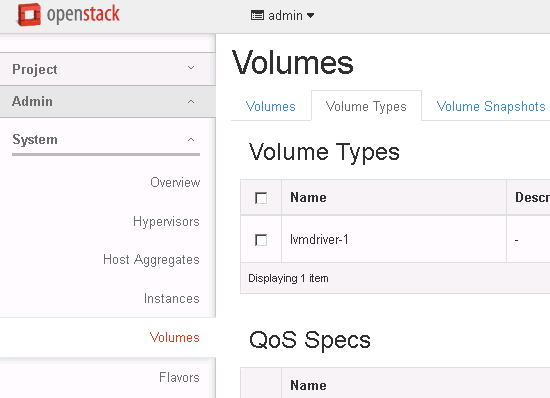 openstack
admin
Project
Admin
System
Overview
Hypervisors
Host Aggregates
Instances
Volumes
Flavors
Volumes
Volumes Volume Types Volume Snapshots
Volume Types
Name Descr
lvmdriver-1 -
Displaying 1 item
QoS Specs
Name